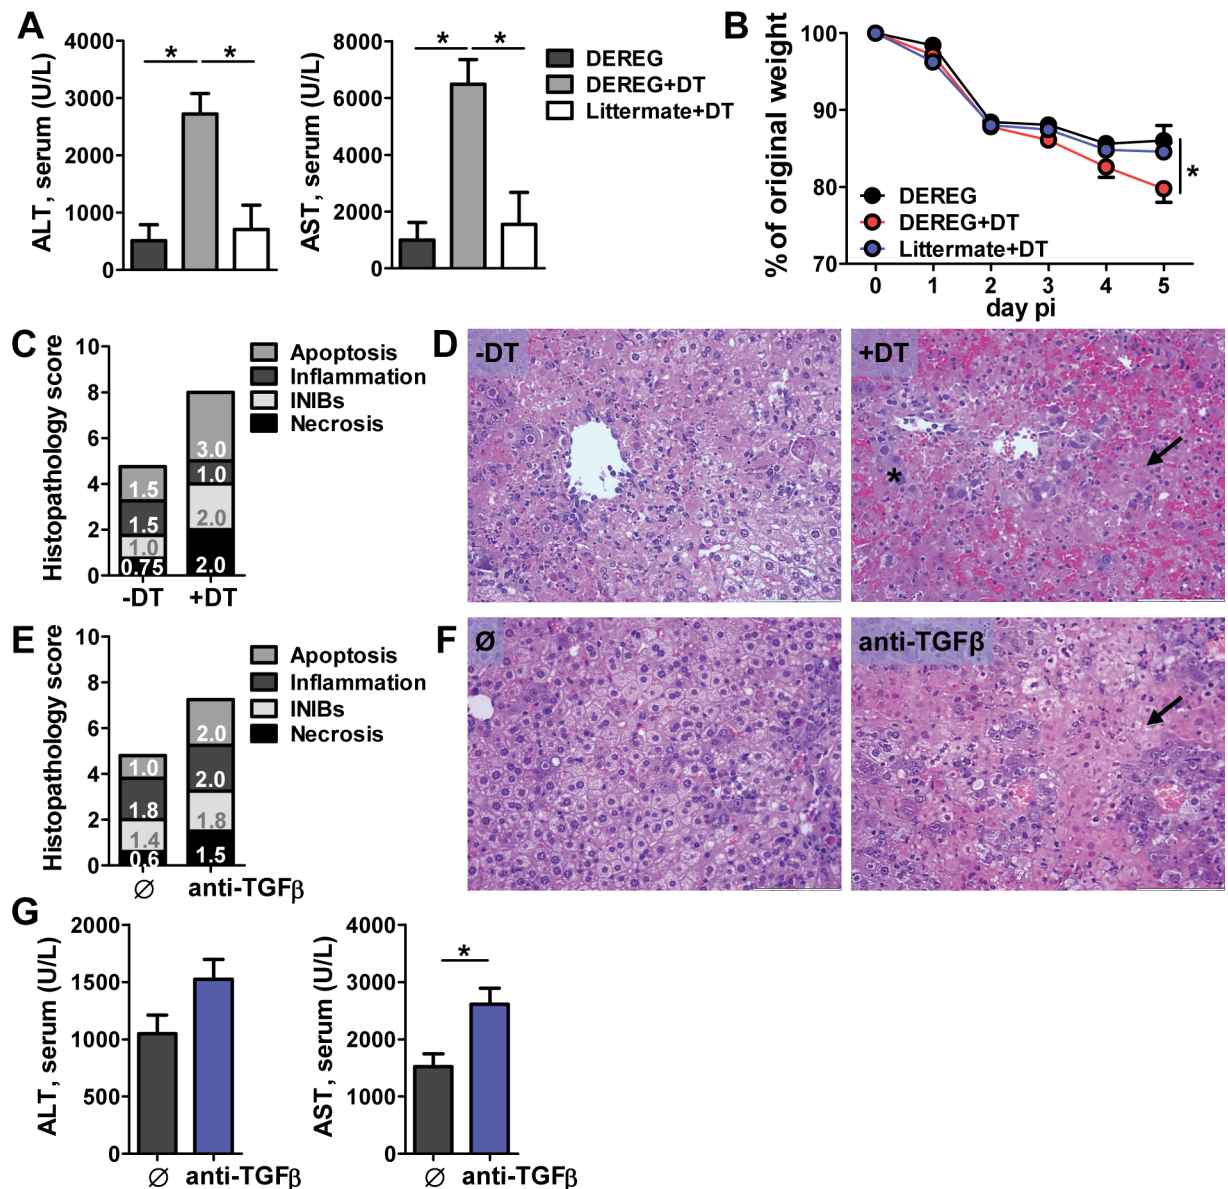 A
ALT, serum (U/L)
4000
3000
2000
1000
0
* *
AST, serum (U/L)
8000
6000
4000
2000
0
* *
DEREG
DEREG+DT
Littermate+DT
B
% of original weight
100
90
80
70
0 1 2 3 4 5
day pi
DEREG
DEREG+DT
Littermate+DT
*
C
Histopathology score
10
8
6
4
2
0
1.5
1.5
1.0
0.75
3.0
1.0
2.0
2.0
-DT +DT
Apoptosis
Inflammation
INIBs
Necrosis
D
-DT
+DT
*
E
Histopathology score
10
8
6
4
2
0
1.0
1.8
1.4
0.6
2.0
2.0
1.8
1.5
Ø anti-TGFβ
Apoptosis
Inflammation
INIBs
Necrosis
F
Ø
anti-TGFβ
G
ALT, serum (U/L)
2000
1500
1000
500
0
Ø anti-TGFβ
AST, serum (U/L)
4000
3000
2000
1000
0
*
Ø anti-TGFβ